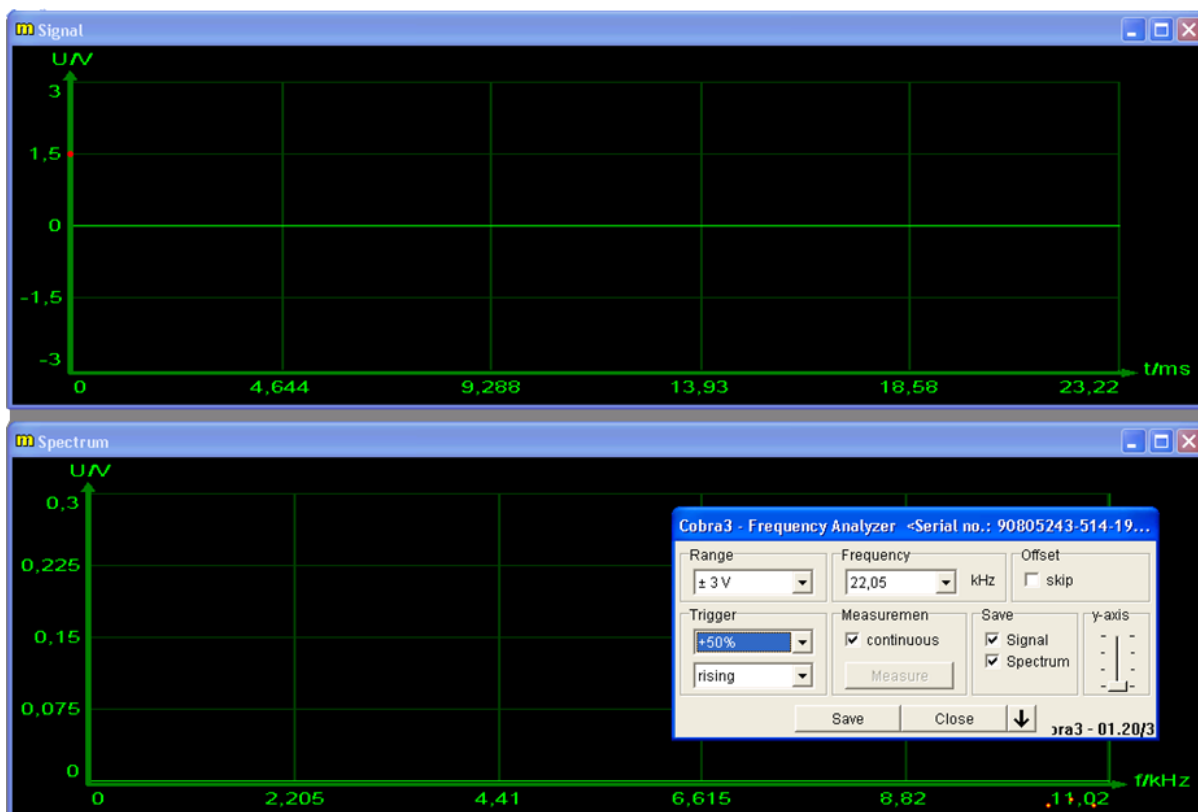 Signal
U/V
3
1,5
0
-1,5
-3
0 4,644 9,288 13,93 18,58 23,22
t/ms
Spectrum
U/V
0,3
0,225
0,15
0,075
0
0 2,205 4,41 6,615 8,82 11,02
f/kHz
Cobra3 - Frequency Analyzer <Serial no.: 90805243-514-19...
Range Frequency Offset
± 3 V 22,05 kHz skip
Trigger Measuremen Save y-axis
+50% continuous Signal
rising Measure Spectrum
Save Close
ɔra3 - 01.20/3